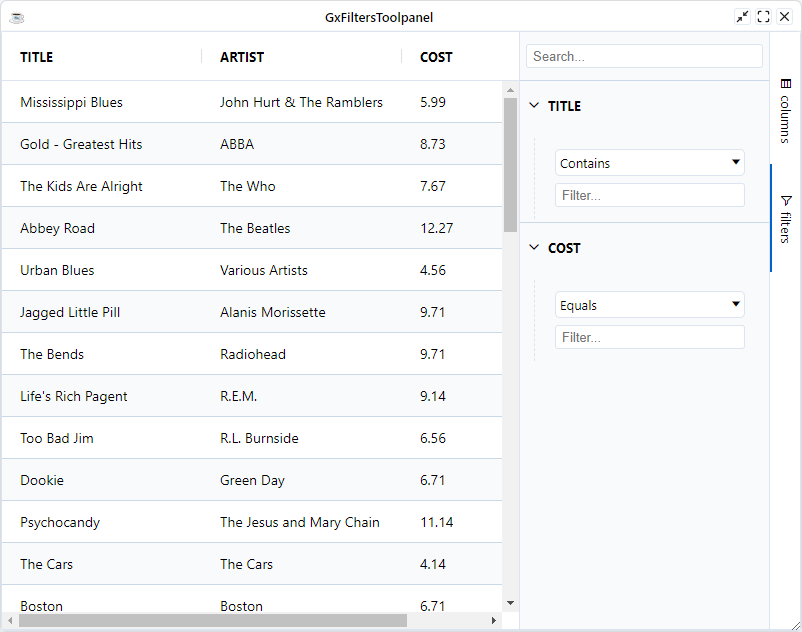 GxFiltersToolpanel
TITLE ARTIST COST
Mississippi Blues John Hurt & The Ramblers 5.99
Gold - Greatest Hits ABBA 8.73
The Kids Are Alright The Who 7.67
Abbey Road The Beatles 12.27
Urban Blues Various Artists 4.56
Jagged Little Pill Alanis Morissette 9.71
The Bends Radiohead 9.71
Life's Rich Pagent R.E.M. 9.14
Too Bad Jim R.L. Burnside 6.56
Dookie Green Day 6.71
Psychocandy The Jesus and Mary Chain 11.14
The Cars The Cars 4.14
Boston Boston 6.71
Search...
TITLE
Contains
Filter...
COST
Equals
Filter...
columns
filters